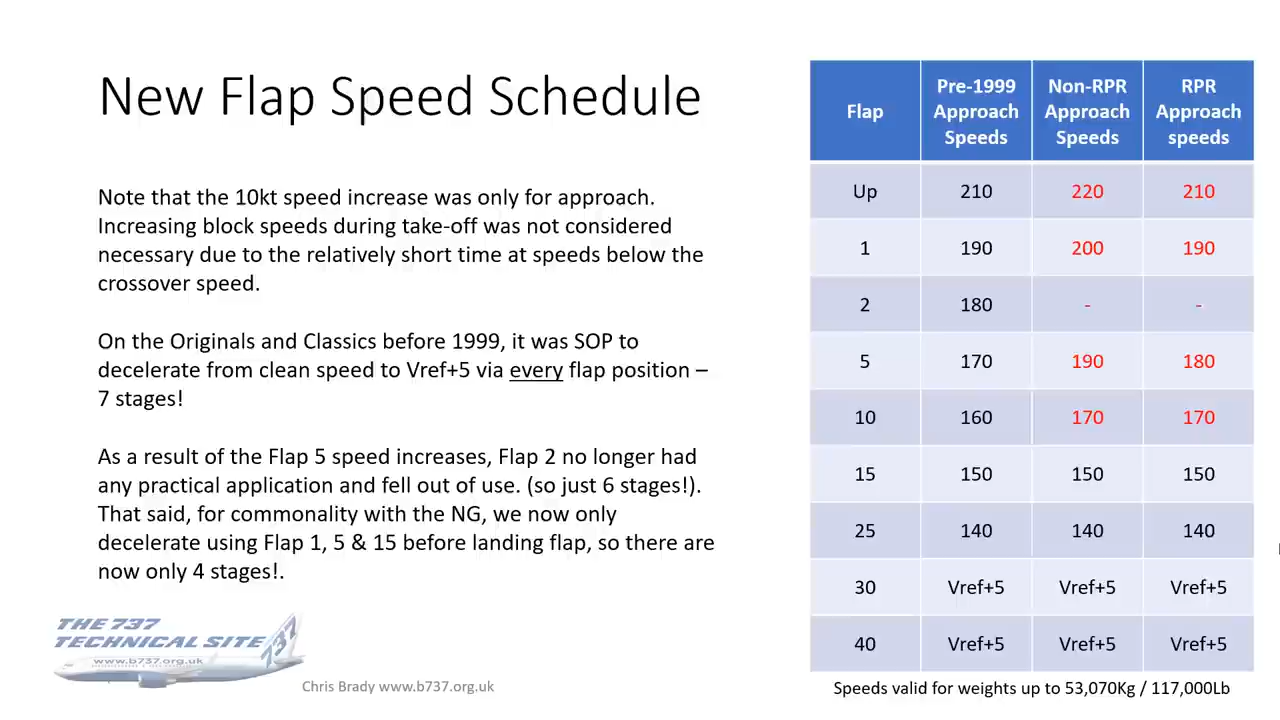 New Flap Speed Schedule
Note that the 10kt speed increase was only for approach.
Increasing block speeds during take-off was not considered
necessary due to the relatively short time at speeds below the
crossover speed.
On the Originals and Classics before 1999, it was SOP to
decelerate from clean speed to Vref+5 via every flap position –
7 stages!
As a result of the Flap 5 speed increases, Flap 2 no longer had
any practical application and fell out of use. (so just 6 stages!).
That said, for commonality with the NG, we now only
decelerate using Flap 1, 5 & 15 before landing flap, so there are
now only 4 stages!.
Flap Pre-1999 Approach Speeds Non-RPR Approach Speeds RPR Approach speeds
Up 210 220 210
1 190 200 190
2 180 - -
5 170 190 180
10 160 170 170
15 150 150 150
25 140 140 140
30 Vref+5 Vref+5 Vref+5
40 Vref+5 Vref+5 Vref+5
Speeds valid for weights up to 53,070Kg / 117,000Lb
THE 737
TECHNICAL SITE
737
www.b737.org.uk
Chris Brady www.b737.org.uk